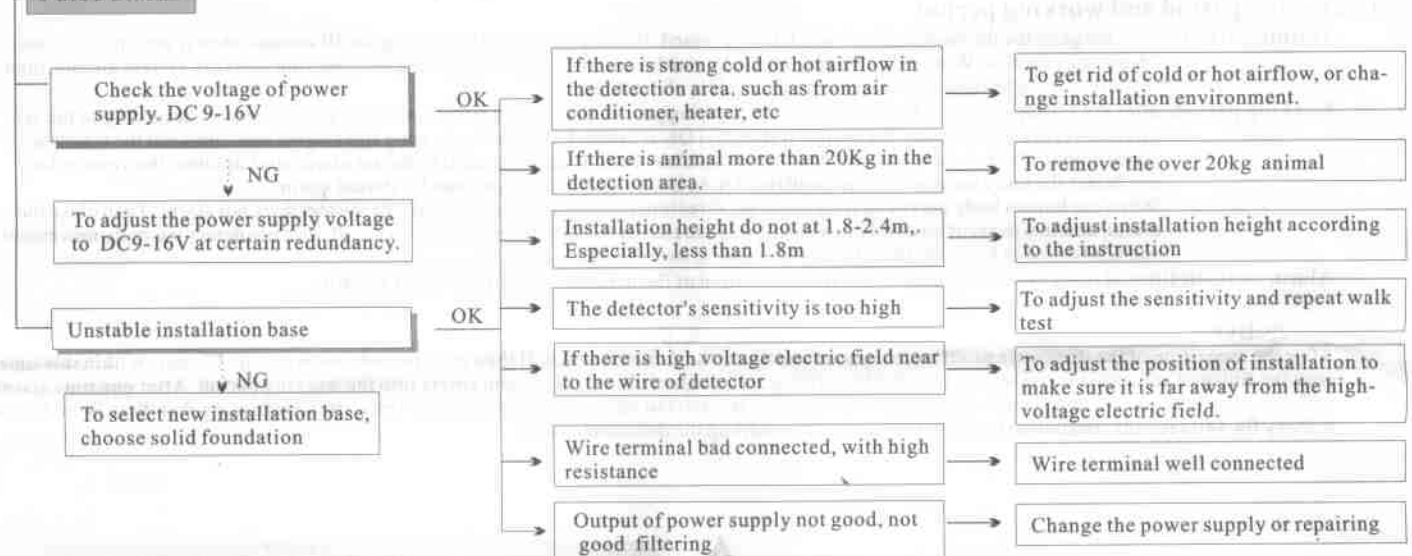 Check the voltage of power
supply. DC 9-16V
OK
NG
To adjust the power supply voltage
to DC9-16V at certain redundancy.
Unstable installation base
OK
NG
To select new installation base,
choose solid foundation
If there is strong cold or hot airflow in
the detection area, such as from air
conditioner, heater, etc
To get rid of cold or hot airflow, or cha-
nge installation environment.
If there is animal more than 20Kg in the
detection area.
To remove the over 20kg animal
Installation height do not at 1.8-2.4m,.
Especially, less than 1.8m
To adjust installation height according
to the instruction
The detector's sensitivity is too high
To adjust the sensitivity and repeat walk
test
If there is high voltage electric field near
to the wire of detector
To adjust the position of installation to
make sure it is far away from the high-
voltage electric field.
Wire terminal bad connected, with high
resistance
Wire terminal well connected
Output of power supply not good, not
good filtering
Change the power supply or repairing